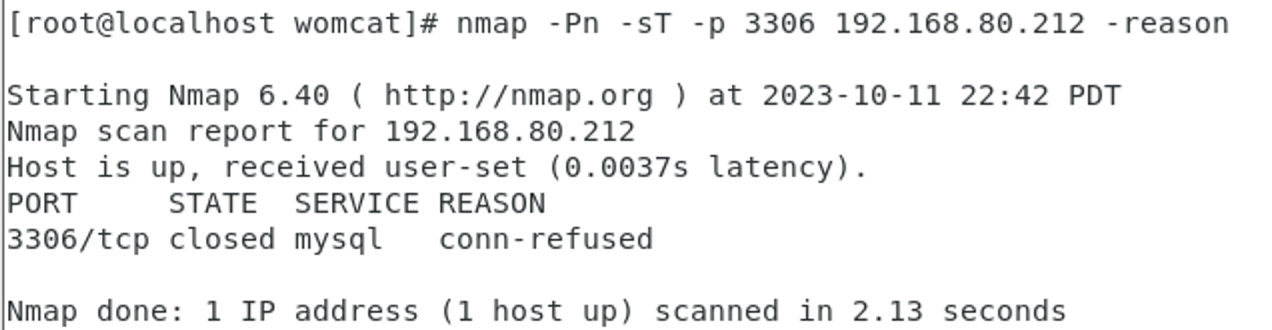 [root@localhost womcat]# nmap -Pn -sT -p 3306 192.168.80.212 -reason
Starting Nmap 6.40 ( http://nmap.org ) at 2023-10-11 22:42 PDT
Nmap scan report for 192.168.80.212
Host is up, received user-set (0.0037s latency).
PORT     STATE  SERVICE REASON
3306/tcp closed mysql   conn-refused
Nmap done: 1 IP address (1 host up) scanned in 2.13 seconds